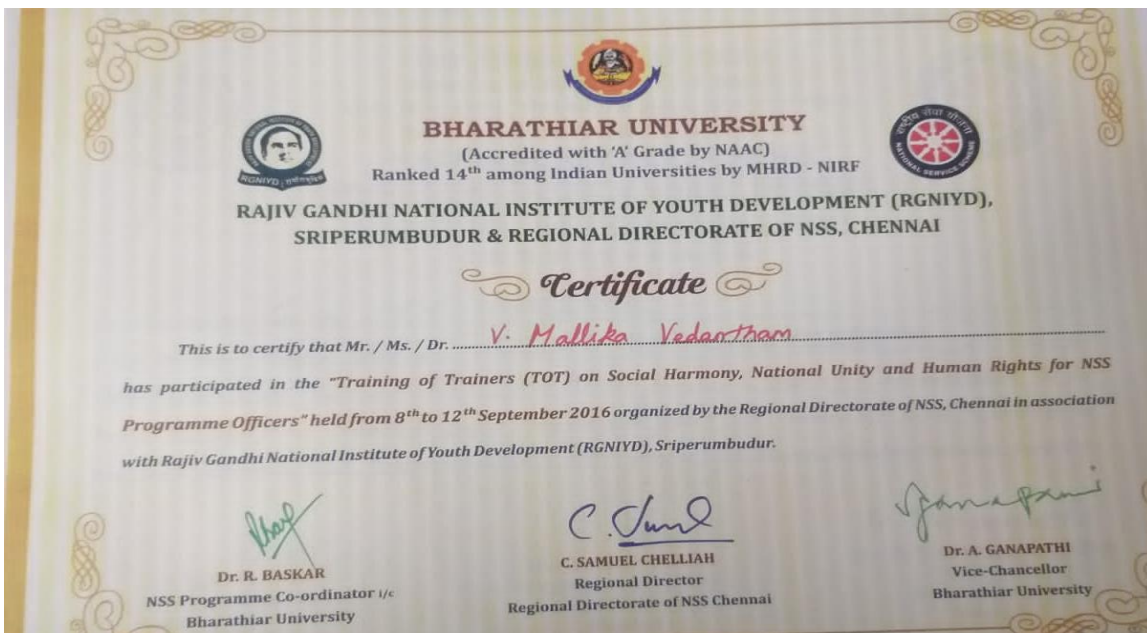 BHARATHIAR UNIVERSITY
(Accredited with 'A' Grade by NAAC)
Ranked 14th among Indian Universities by MHRD - NIRF
RGNIYD
राष्ट्रीय सेवा योजना
NATIONAL SERVICE SCHEME
RAJIV GANDHI NATIONAL INSTITUTE OF YOUTH DEVELOPMENT (RGNIYD),
SRIPERUMBUDUR & REGIONAL DIRECTORATE OF NSS, CHENNAI
Certificate
This is to certify that Mr. / Ms. / Dr. V. Mallika Vedantham
has participated in the "Training of Trainers (TOT) on Social Harmony, National Unity and Human Rights for NSS
Programme Officers" held from 8th to 12th September 2016 organized by the Regional Directorate of NSS, Chennai in association
with Rajiv Gandhi National Institute of Youth Development (RGNIYD), Sriperumbudur.
C. SAMUEL CHELLIAH
Regional Director
Regional Directorate of NSS Chennai
Dr. R. BASKAR
NSS Programme Co-ordinator i/c
Bharathiar University
Dr. A. GANAPATHI
Vice-Chancellor
Bharathiar University